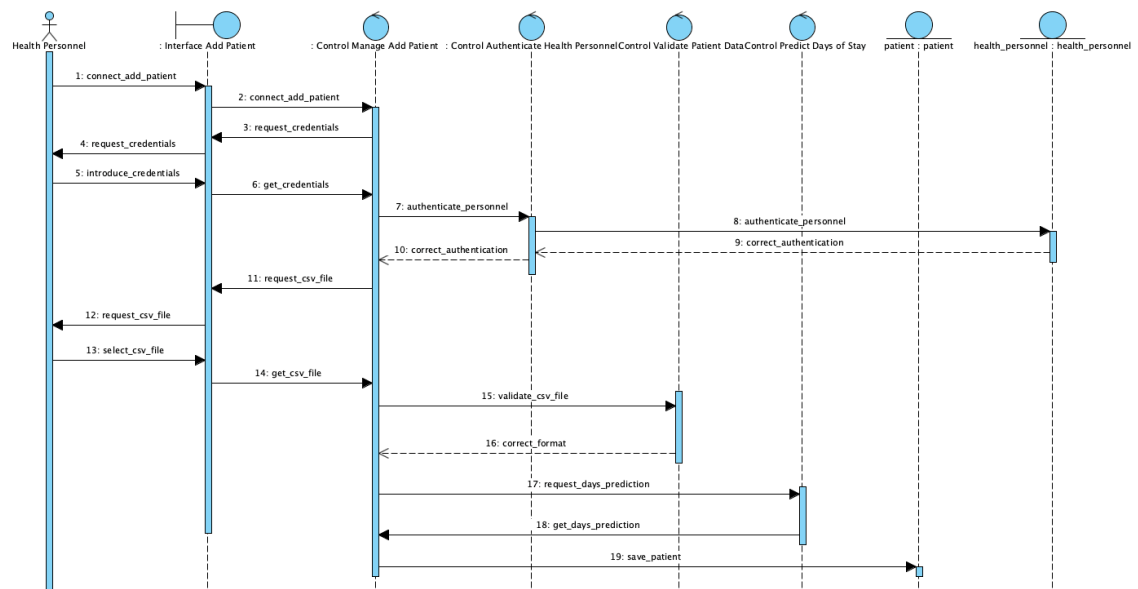 Health Personnel
: Interface Add Patient
: Control Manage Add Patient
: Control Authenticate Health Personnel
Control Validate Patient Data
Control Predict Days of Stay
patient : patient
health_personnel : health_personnel
1: connect_add_patient
2: connect_add_patient
3: request_credentials
4: request_credentials
5: introduce_credentials
6: get_credentials
7: authenticate_personnel
8: authenticate_personnel
9: correct_authentication
10: correct_authentication
11: request_csv_file
12: request_csv_file
13: select_csv_file
14: get_csv_file
15: validate_csv_file
16: correct_format
17: request_days_prediction
18: get_days_prediction
19: save_patient